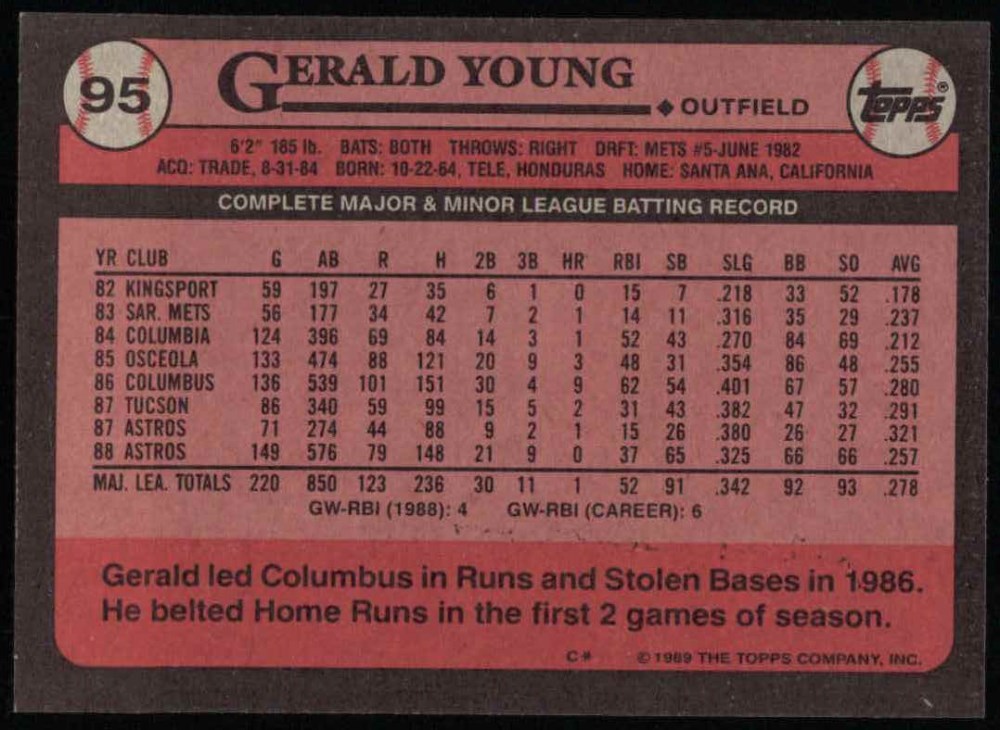 95
GERALD YOUNG
◆ OUTFIELD
TOPPS®
6'2" 185 lb. BATS: BOTH THROWS: RIGHT DRFT: METS #5-JUNE 1982
ACQ: TRADE, 8-31-84 BORN: 10-22-64, TELE, HONDURAS HOME: SANTA ANA, CALIFORNIA
COMPLETE MAJOR & MINOR LEAGUE BATTING RECORD
YR CLUB G AB R H 2B 3B HR RBI SB SLG BB SO AVG
82 KINGSPORT 59 197 27 35 6 1 0 15 7 .218 33 52 .178
83 SAR. METS 56 177 34 42 7 2 1 14 11 .316 35 29 .237
84 COLUMBIA 124 396 69 84 14 3 1 52 43 .270 84 69 .212
85 OSCEOLA 133 474 88 121 20 9 3 48 31 .354 86 48 .255
86 COLUMBUS 136 539 101 151 30 4 9 62 54 .401 67 57 .280
87 TUCSON 86 340 59 99 15 5 2 31 43 .382 47 32 .291
87 ASTROS 71 274 44 88 9 2 1 15 26 .380 26 27 .321
88 ASTROS 149 576 79 148 21 9 0 37 65 .325 66 66 .257
MAJ. LEA. TOTALS 220 850 123 236 30 11 1 52 91 .342 92 93 .278
GW-RBI (1988): 4 GW-RBI (CAREER): 6
Gerald led Columbus in Runs and Stolen Bases in 1986.
He belted Home Runs in the first 2 games of season.
C* © 1989 THE TOPPS COMPANY, INC.